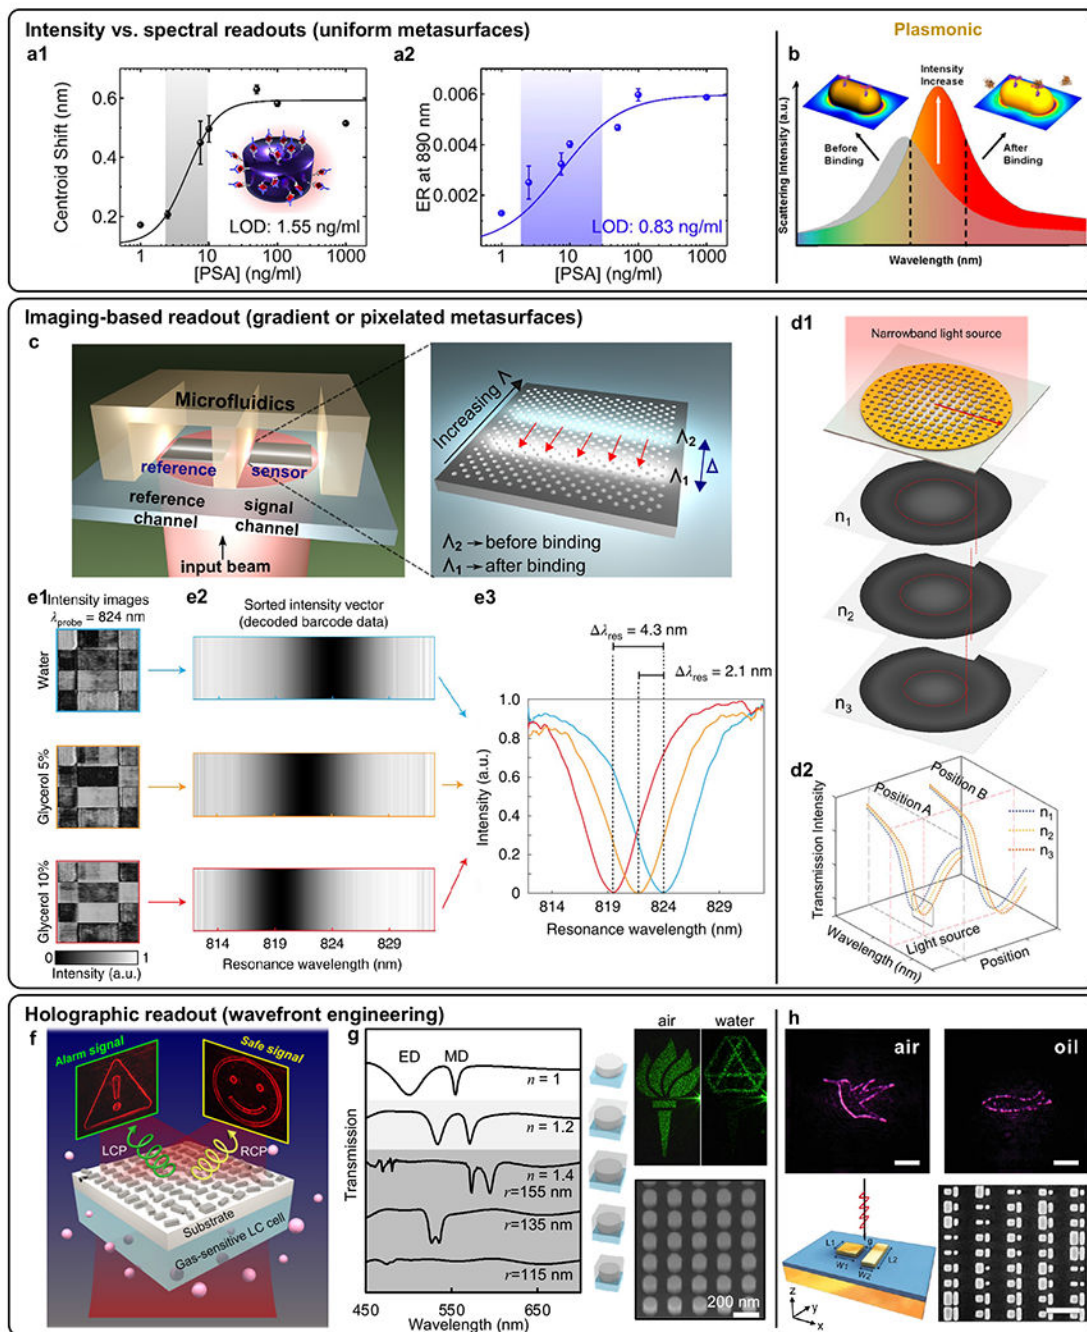 Intensity vs. spectral readouts (uniform metasurfaces)
Plasmonic
a1
Centroid Shift (nm)
0.6
0.4
0.2
LOD: 1.55 ng/ml
1 10 100 1000
[PSA] (ng/ml)
a2
ER at 890 nm
0.006
0.004
0.002
LOD: 0.83 ng/ml
1 10 100 1000
[PSA] (ng/ml)
b
Scattering Intensity (a.u.)
Intensity
Increase
Before
Binding
After
Binding
Wavelength (nm)
Imaging-based readout (gradient or pixelated metasurfaces)
c
Microfluidics
reference
sensor
reference
channel
signal
channel
input beam
Increasing Λ
Λ2
Λ1
Δ
Λ2 → before binding
Λ1 → after binding
d1
Narrowband light source
n1
n2
n3
e1
Intensity images
λprobe = 824 nm
Water
Glycerol 5%
Glycerol 10%
0 1
Intensity (a.u.)
e2
Sorted intensity vector
(decoded barcode data)
814 819 824 829
Resonance wavelength (nm)
e3
Δλres = 4.3 nm
Δλres = 2.1 nm
Intensity (a.u.)
1.0
0.8
0.6
0.4
0.2
0
814 819 824 829
Resonance wavelength (nm)
d2
Transmission Intensity
Position A
Position B
n1
n2
n3
Light source
Wavelength (nm)
Position
Holographic readout (wavefront engineering)
f
Alarm signal
Safe signal
LCP
RCP
Substrate
Gas-sensitive LC cell
g
Transmission
ED
MD
n = 1
n = 1.2
n = 1.4
r=155 nm
r=135 nm
r=115 nm
450 550 650
Wavelength (nm)
air
water
200 nm
h
air
oil
L1
g
L2
W1
W2
z
y
x